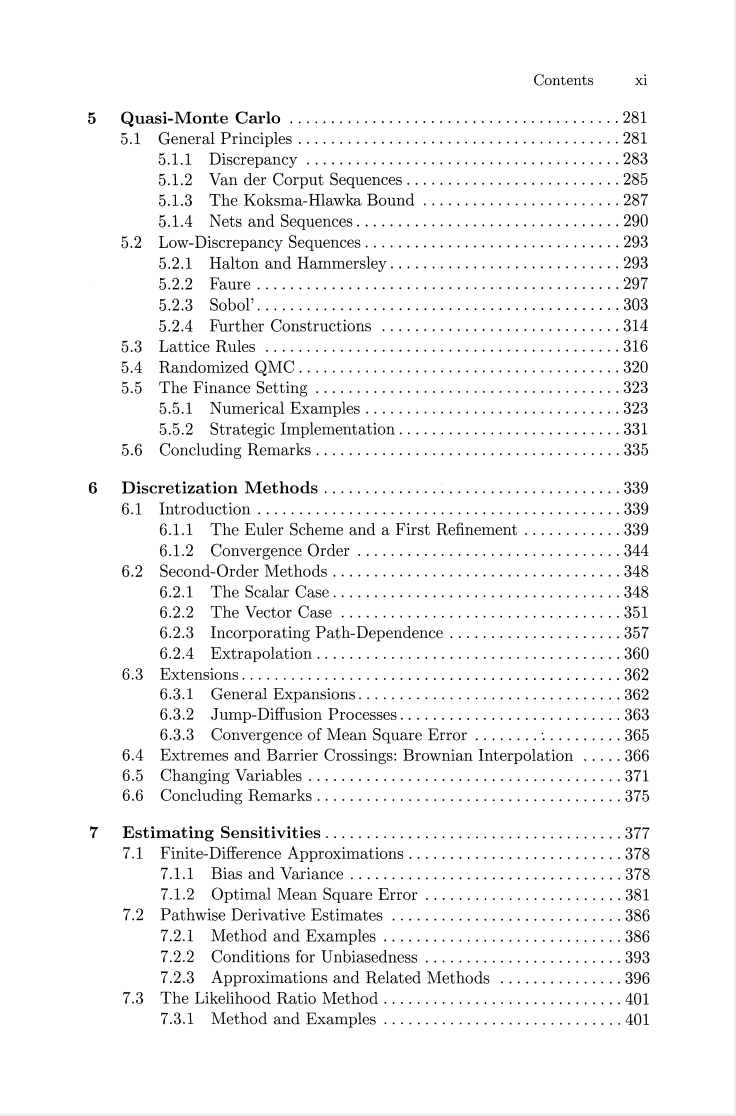 Contents xi
5 Quasi-Monte Carlo ........................................ 281
5.1 General Principles ....................................... 281
5.1.1 Discrepancy ...................................... 283
5.1.2 Van der Corput Sequences .......................... 285
5.1.3 The Koksma-Hlawka Bound ........................ 287
5.1.4 Nets and Sequences ................................ 290
5.2 Low-Discrepancy Sequences ............................... 293
5.2.1 Halton and Hammersley ............................ 293
5.2.2 Faure ............................................ 297
5.2.3 Sobol' ............................................ 303
5.2.4 Further Constructions ............................. 314
5.3 Lattice Rules ........................................... 316
5.4 Randomized QMC ....................................... 320
5.5 The Finance Setting ..................................... 323
5.5.1 Numerical Examples ............................... 323
5.5.2 Strategic Implementation ........................... 331
5.6 Concluding Remarks ..................................... 335
6 Discretization Methods .................................... 339
6.1 Introduction ............................................ 339
6.1.1 The Euler Scheme and a First Refinement ............ 339
6.1.2 Convergence Order ................................ 344
6.2 Second-Order Methods ................................... 348
6.2.1 The Scalar Case ................................... 348
6.2.2 The Vector Case .................................. 351
6.2.3 Incorporating Path-Dependence ..................... 357
6.2.4 Extrapolation ..................................... 360
6.3 Extensions .............................................. 362
6.3.1 General Expansions ................................ 362
6.3.2 Jump-Diffusion Processes ........................... 363
6.3.3 Convergence of Mean Square Error .................. 365
6.4 Extremes and Barrier Crossings: Brownian Interpolation ..... 366
6.5 Changing Variables ...................................... 371
6.6 Concluding Remarks ..................................... 375
7 Estimating Sensitivities .................................... 377
7.1 Finite-Difference Approximations .......................... 378
7.1.1 Bias and Variance ................................. 378
7.1.2 Optimal Mean Square Error ........................ 381
7.2 Pathwise Derivative Estimates ............................ 386
7.2.1 Method and Examples ............................. 386
7.2.2 Conditions for Unbiasedness ........................ 393
7.2.3 Approximations and Related Methods ............... 396
7.3 The Likelihood Ratio Method ............................. 401
7.3.1 Method and Examples ............................. 401